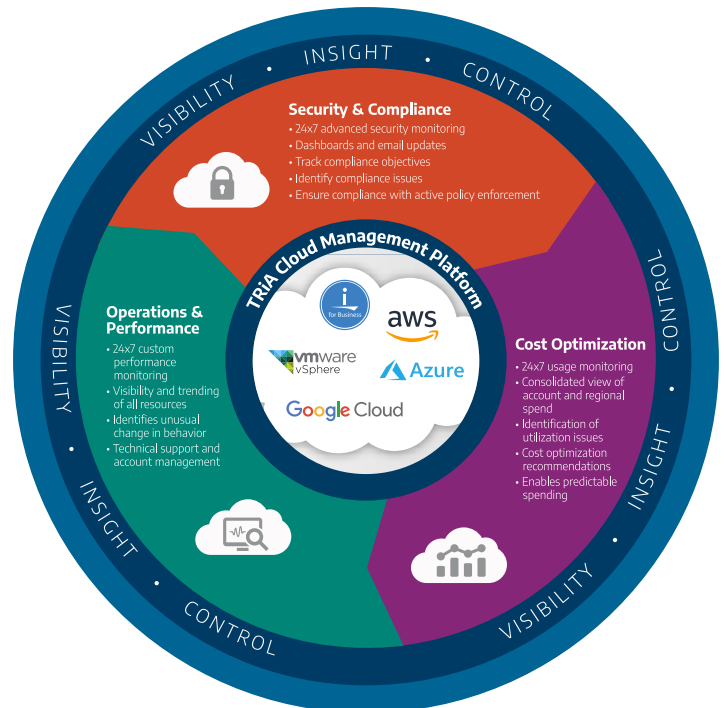 VISIBILITY • INSIGHT • CONTROL
Security & Compliance
• 24x7 advanced security monitoring
• Dashboards and email updates
• Track compliance objectives
• Identify compliance issues
• Ensure compliance with active policy enforcement
TRiA Cloud Management Platform
i
for Business
aws
vmware
vSphere
Azure
Google Cloud
Operations &
Performance
• 24x7 custom
performance
monitoring
• Visibility and trending
of all resources
• Identifies unusual
change in behavior
• Technical support and
account management
Cost Optimization
• 24x7 usage monitoring
• Consolidated view of
account and regional
spend
• Identification of
utilization issues
• Cost optimization
recommendations
• Enables predictable
spending
VISIBILITY • INSIGHT • CONTROL
VISIBILITY • INSIGHT • CONTROL